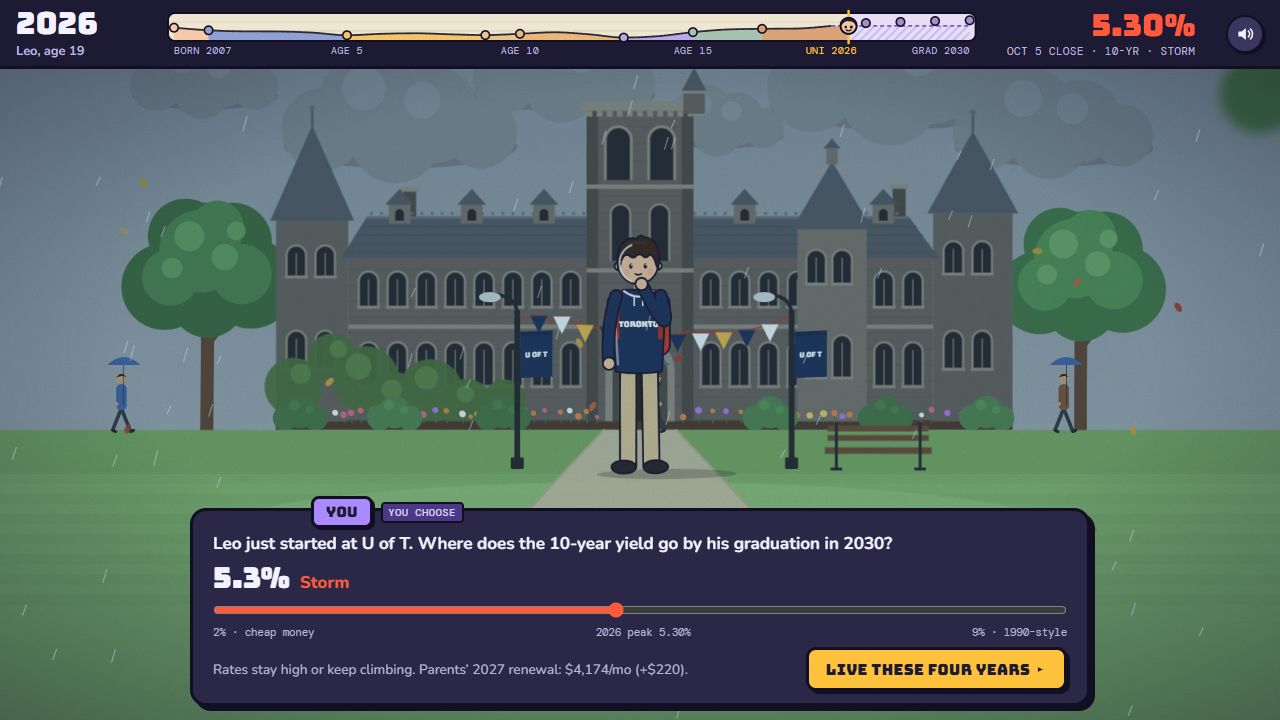 2026
Leo, age 19
BORN 2007
AGE 5
AGE 10
AGE 15
UNI 2026
GRAD 2030
5.30%
OCT 5 CLOSE · 10-YR · STORM
TORONTO
U OF T
U OF T
YOU
YOU CHOOSE
Leo just started at U of T. Where does the 10-year yield go by his graduation in 2030?
5.3% Storm
2% · cheap money
2026 peak 5.30%
9% · 1990-style
Rates stay high or keep climbing. Parents' 2027 renewal: $4,174/mo (+$220).
LIVE THESE FOUR YEARS ▸